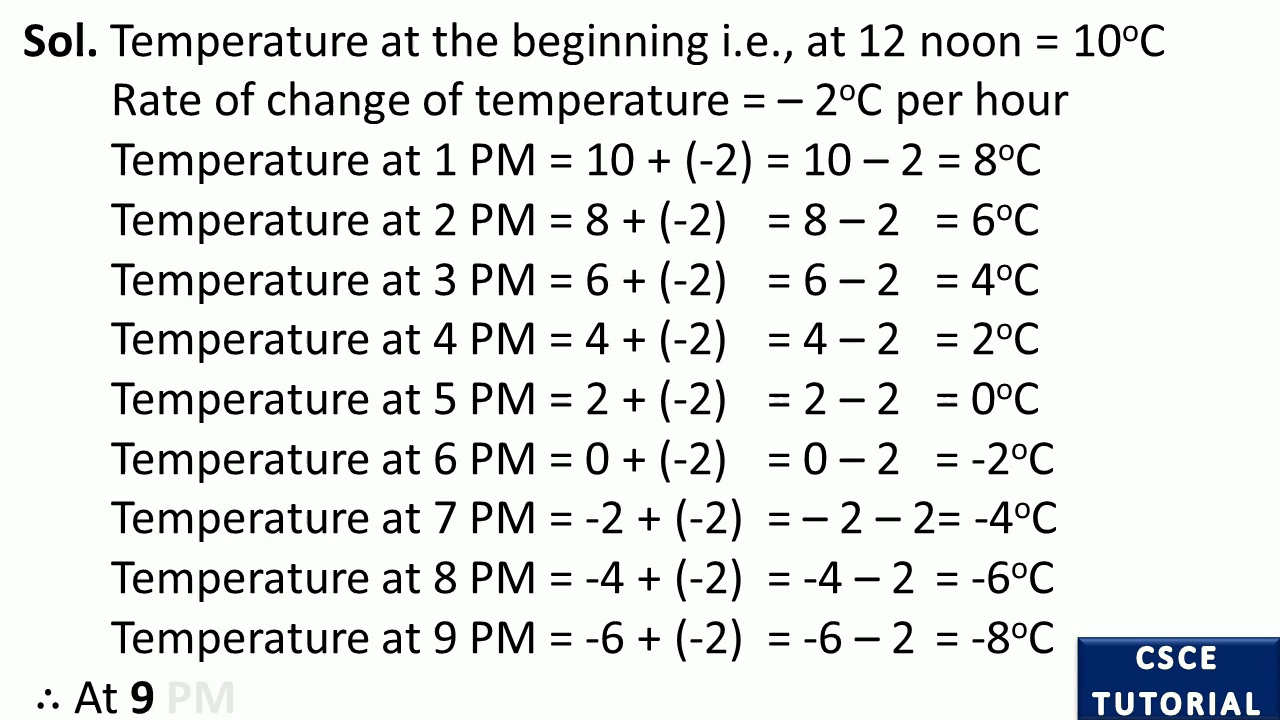 Sol. Temperature at the beginning i.e., at 12 noon = 10ºC
Rate of change of temperature = – 2ºC per hour
Temperature at 1 PM = 10 + (-2) = 10 – 2 = 8ºC
Temperature at 2 PM = 8 + (-2) = 8 – 2 = 6ºC
Temperature at 3 PM = 6 + (-2) = 6 – 2 = 4ºC
Temperature at 4 PM = 4 + (-2) = 4 – 2 = 2ºC
Temperature at 5 PM = 2 + (-2) = 2 – 2 = 0ºC
Temperature at 6 PM = 0 + (-2) = 0 – 2 = -2ºC
Temperature at 7 PM = -2 + (-2) = – 2 – 2= -4ºC
Temperature at 8 PM = -4 + (-2) = -4 – 2 = -6ºC
Temperature at 9 PM = -6 + (-2) = -6 – 2 = -8ºC
∴ At 9 PM
CSCE
TUTORIAL